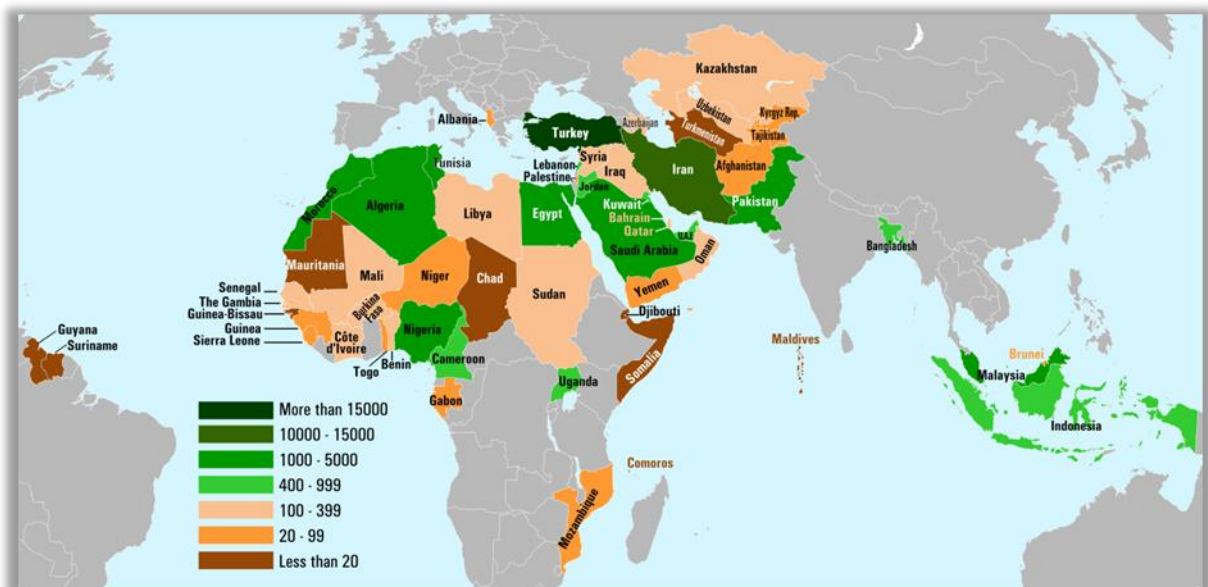 Kazakhstan
Uzbekistan
Kyrgyz Rep.
Tajikistan
Turkmenistan
Azerbaijan
Albania
Turkey
Tunisia
Lebanon
Palestine
Syria
Iraq
Jordan
Iran
Afghanistan
Pakistan
Kuwait
Bahrain
Qatar
U.A.E
Saudi Arabia
Oman
Yemen
Bangladesh
Morocco
Algeria
Libya
Egypt
Mauritania
Mali
Niger
Chad
Sudan
Senegal
The Gambia
Guinea-Bissau
Guinea
Sierra Leone
Burkina
Faso
Côte
d'Ivoire
Togo
Benin
Nigeria
Cameroon
Gabon
Uganda
Djibouti
Somalia
Guyana
Suriname
Maldives
Brunei
Malaysia
Indonesia
Comoros
Mozambique
More than 15000
10000 - 15000
1000 - 5000
400 - 999
100 - 399
20 - 99
Less than 20